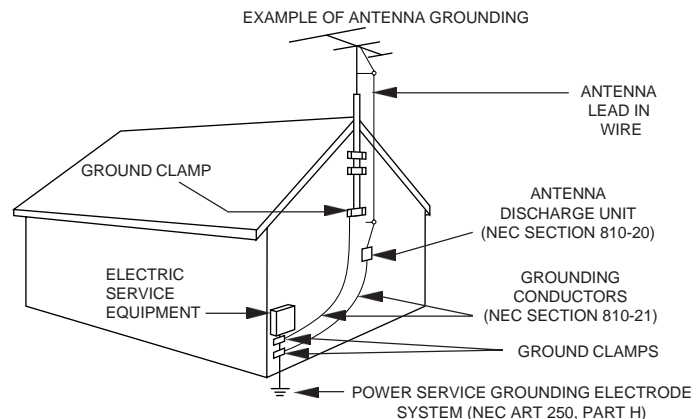 EXAMPLE OF ANTENNA GROUNDING
ANTENNA
LEAD IN
WIRE
GROUND CLAMP
ANTENNA
DISCHARGE UNIT
(NEC SECTION 810-20)
ELECTRIC
SERVICE
EQUIPMENT
GROUNDING
CONDUCTORS
(NEC SECTION 810-21)
GROUND CLAMPS
POWER SERVICE GROUNDING ELECTRODE
SYSTEM (NEC ART 250, PART H)